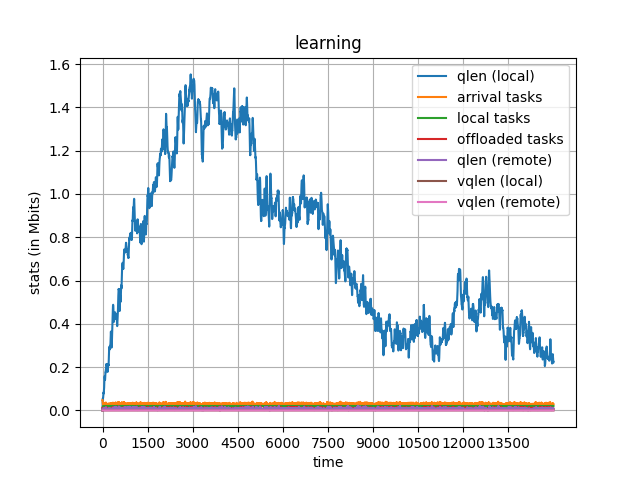 learning
stats (in Mbits)
1.6
1.4
1.2
1.0
0.8
0.6
0.4
0.2
0.0
qlen (local)
arrival tasks
local tasks
offloaded tasks
qlen (remote)
vqlen (local)
vqlen (remote)
0 1500 3000 4500 6000 7500 9000 10500 12000 13500
time